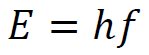 E = hf